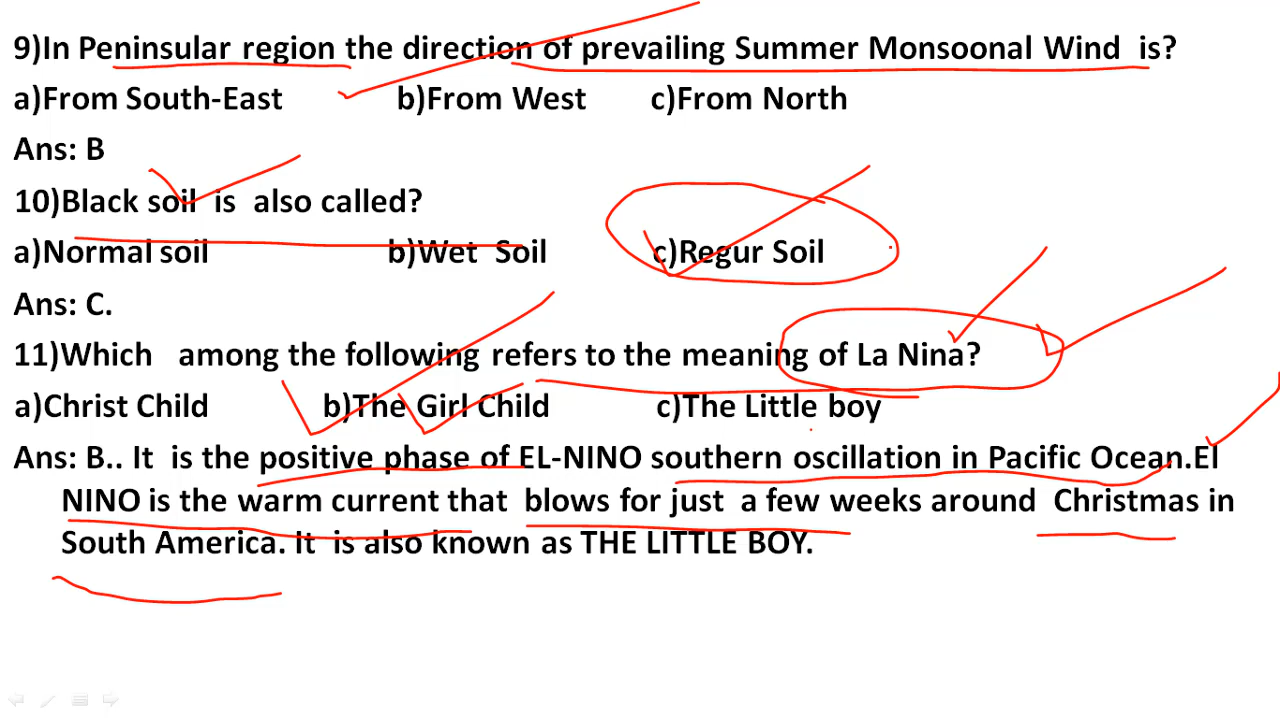 9)In Peninsular region the direction of prevailing Summer Monsoonal Wind is?
a)From South-East b)From West c)From North
Ans: B
10)Black soil is also called?
a)Normal soil b)Wet Soil c)Regur Soil
Ans: C.
11)Which among the following refers to the meaning of La Nina?
a)Christ Child b)The Girl Child c)The Little boy
Ans: B.. It is the positive phase of EL-NINO southern oscillation in Pacific Ocean.El
NINO is the warm current that blows for just a few weeks around Christmas in
South America. It is also known as THE LITTLE BOY.